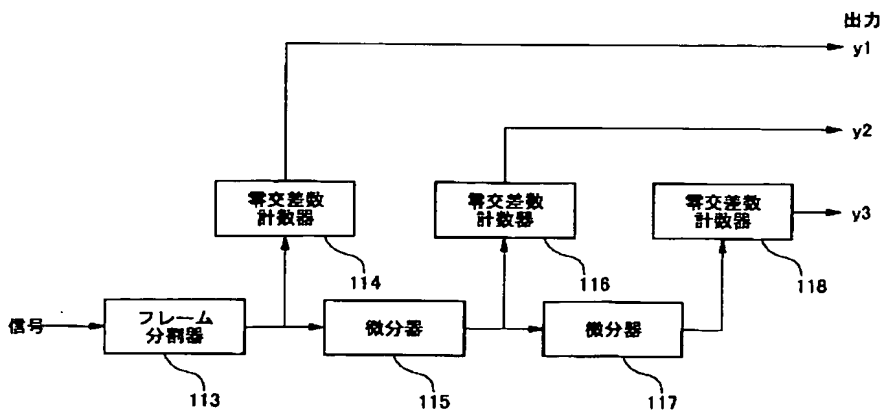 出力
y1
y2
零交差数
計数器
零交差数
計数器
零交差数
計数器
y3
114
116
118
信号
フレーム
分割器
微分器
微分器
113
115
117